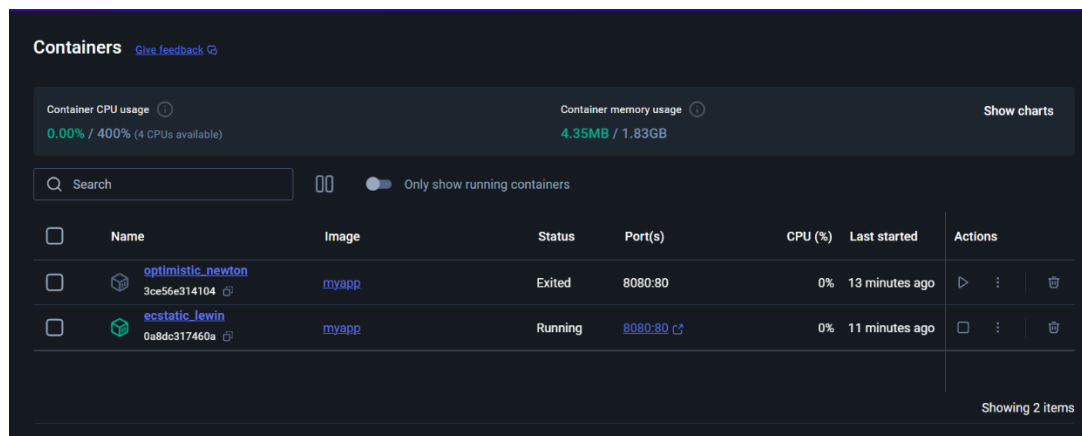 Containers Give feedback
Container CPU usage Container memory usage Show charts
0.00% / 400% (4 CPUs available) 4.35MB / 1.83GB
Search Only show running containers
Name Image Status Port(s) CPU (%) Last started Actions
optimistic_newton
3ce56e314104 myapp Exited 8080:80 0% 13 minutes ago
ecstatic_lewin
0a8dc317460a myapp Running 8080:80 0% 11 minutes ago
Showing 2 items